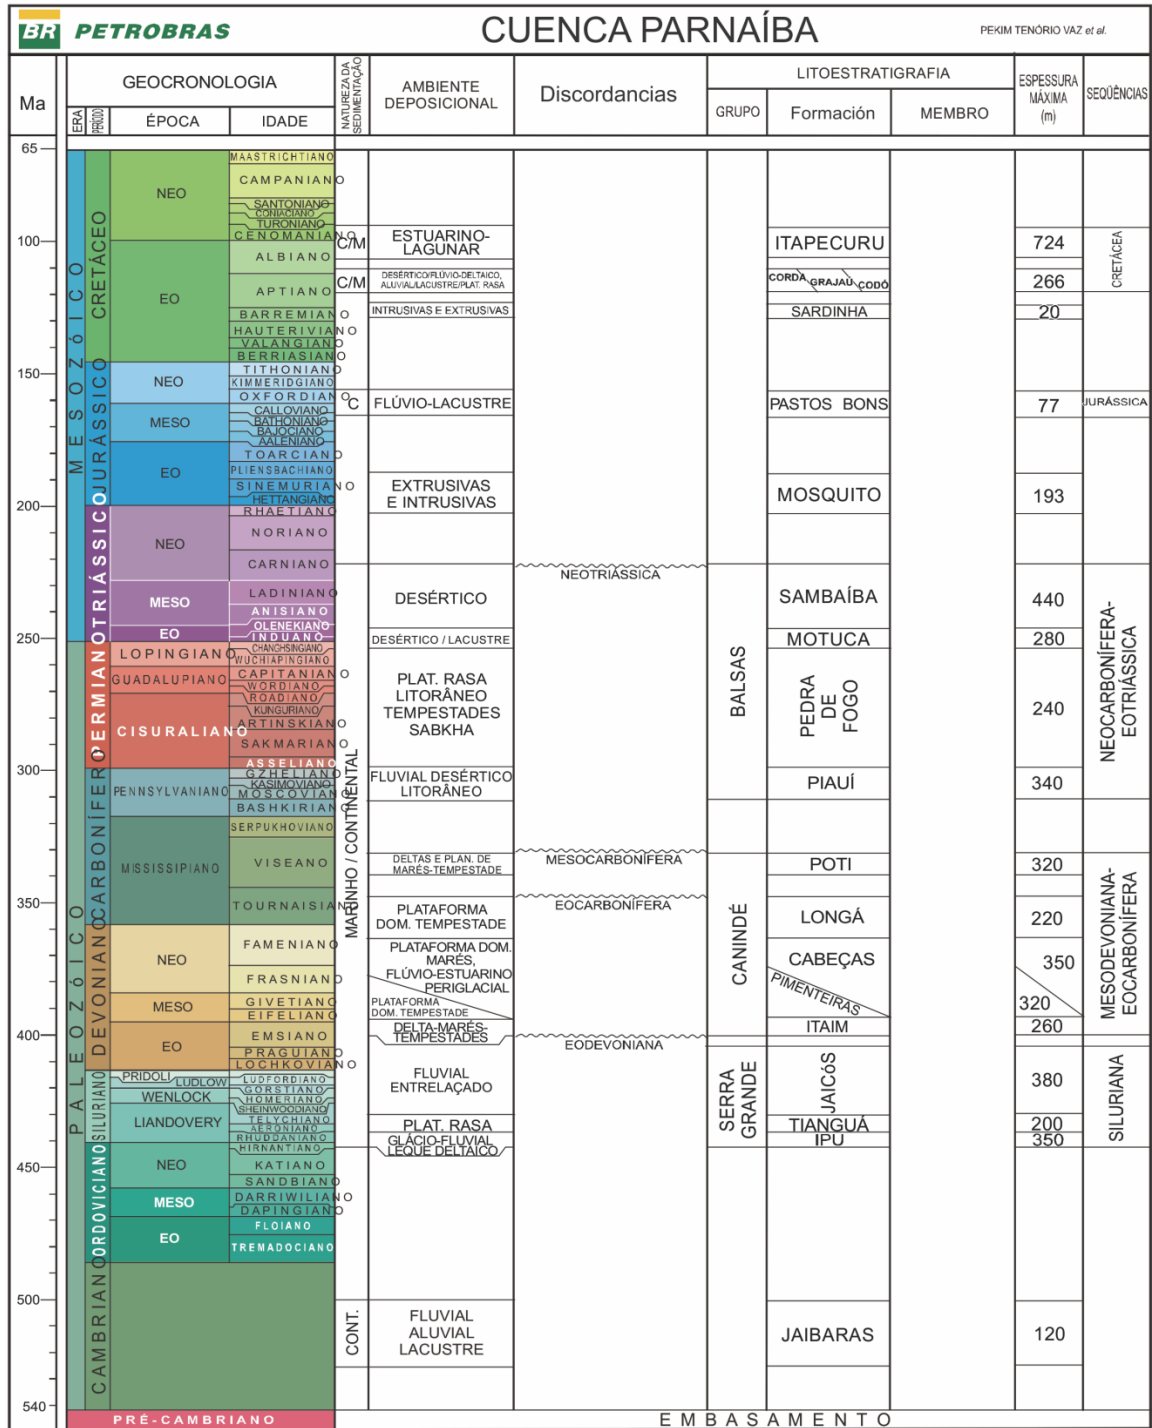 BR PETROBRAS
CUENCA PARNAÍBA
PEKIM TENÓRIO VAZ et al.
Ma
GEOCRONOLOGIA
ERA
PERÍODO
ÉPOCA
IDADE
NATUREZA DA
SEDIMENTAÇÃO
AMBIENTE
DEPOSICIONAL
Discordancias
LITOESTRATIGRAFIA
GRUPO
Formación
MEMBRO
ESPESSURA
MÁXIMA
(m)
SEQÜÊNCIAS
65
100
150
200
250
300
350
400
450
500
540
MESOZóICO
PALEOZóICO
CRETÁCEO
JURÁSSICO
TRIÁSSICO
PERMIANO
CARBONÍFERO
DEVONIANO
SILURIANO
ORDOVICIANO
CAMBRIANO
NEO
EO
NEO
MESO
EO
NEO
MESO
EO
LOPINGIANO
GUADALUPIANO
CISURALIANO
PENNSYLVANIANO
MISSISSIPIANO
NEO
MESO
EO
PRIDOLI
LUDLOW
WENLOCK
LIANDOVERY
NEO
MESO
EO
MAASTRICHTIANO
CAMPANIANO
SANTONIANO
CONIACIANO
TURONIANO
CENOMANIANO
ALBIANO
APTIANO
BARREMIANO
HAUTERIVIANO
VALANGIANO
BERRIASIANO
TITHONIANO
KIMMERIDGIANO
OXFORDIANO
CALLOVIANO
BATHONIANO
BAJOCIANO
AALENIANO
TOARCIANO
PLIENSBACHIANO
SINEMURIANO
HETTANGIANO
RHAETIANO
NORIANO
CARNIANO
LADINIANO
ANISIANO
OLENEKIANO
INDUANO
CHANGHSINGIANO
WUCHIAPINGIANO
CAPITANIANO
WORDIANO
ROADIANO
KUNGURIANO
ARTINSKIANO
SAKMARIANO
ASSELIANO
GZHELIANO
KASIMOVIANO
MOSCOVIANO
BASHKIRIANO
SERPUKHOVIANO
VISEANO
TOURNAISIANO
FAMENIANO
FRASNIANO
GIVETIANO
EIFELIANO
EMSIANO
PRAGUIANO
LOCHKOVIANO
LUDFORDIANO
GORSTIANO
HOMERIANO
SHEINWOODIANO
TELYCHIANO
AERONIANO
RHUDDANIANO
HIRNANTIANO
KATIANO
SANDBIANO
DARRIWILIANO
DAPINGIANO
FLOIANO
TREMADOCIANO
C/M
C/M
C
MARINHO / CONTINENTAL
CONT.
ESTUARINO-
LAGUNAR
DESÉRTICO/FLÚVIO-DELTAICO,
ALUVIAL/LACUSTRE/PLAT. RASA
INTRUSIVAS E EXTRUSIVAS
FLÚVIO-LACUSTRE
EXTRUSIVAS
E INTRUSIVAS
DESÉRTICO
DESÉRTICO / LACUSTRE
PLAT. RASA
LITORÂNEO
TEMPESTADES
SABKHA
FLUVIAL DESÉRTICO
LITORÂNEO
DELTAS E PLAN. DE
MARÉS-TEMPESTADE
PLATAFORMA
DOM. TEMPESTADE
PLATAFORMA DOM.
MARÉS,
FLÚVIO-ESTUARINO
PERIGLACIAL
PLATAFORMA
DOM. TEMPESTADE
DELTA-MARÉS-
TEMPESTADES
FLUVIAL
ENTRELAÇADO
PLAT. RASA
GLÁCIO-FLUVIAL
LEQUE DELTAICO
FLUVIAL
ALUVIAL
LACUSTRE
NEOTRIÁSSICA
MESOCARBONÍFERA
EOCARBONÍFERA
EODEVONIANA
BALSAS
CANINDÉ
SERRA
GRANDE
ITAPECURU
CORDA
GRAJAÚ
CODÓ
SARDINHA
PASTOS BONS
MOSQUITO
SAMBAÍBA
MOTUCA
PEDRA
DE
FOGO
PIAUÍ
POTI
LONGÁ
CABEÇAS
PIMENTEIRAS
ITAIM
JAICóS
TIANGUÁ
IPU
JAIBARAS
724
266
20
77
193
440
280
240
340
320
220
350
320
260
380
200
350
120
CRETÁCEA
JURÁSSICA
NEOCARBONÍFERA-
EOTRIÁSSICA
MESODEVONIANA-
EOCARBONÍFERA
SILURIANA
PRÉ-CAMBRIANO
EMBASAMENTO